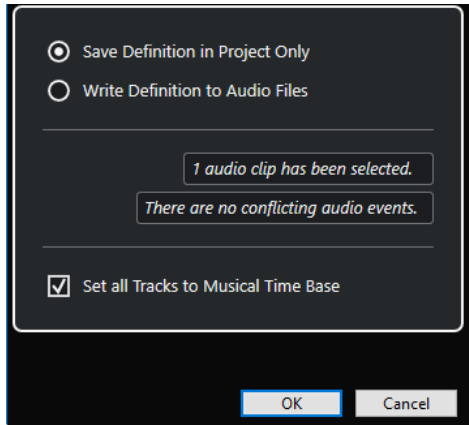 Save Definition in Project Only
Write Definition to Audio Files
1 audio clip has been selected.
There are no conflicting audio events.
Set all Tracks to Musical Time Base
OK Cancel